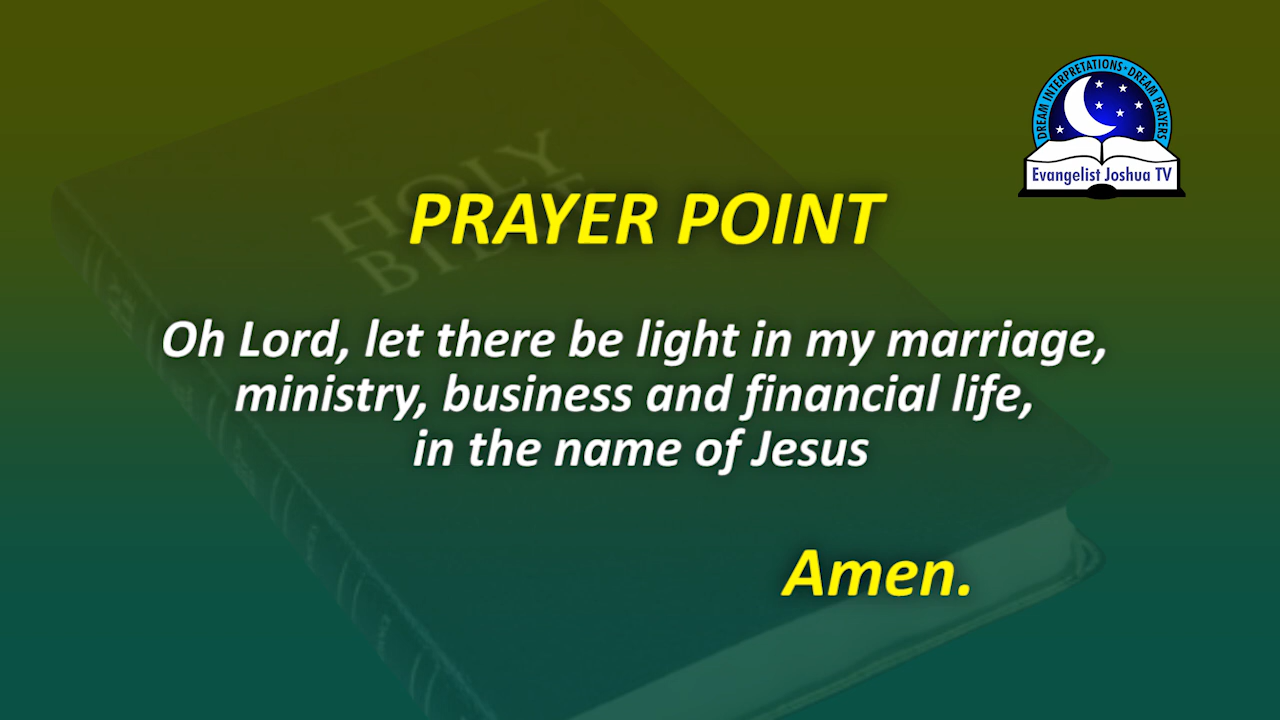 DREAM INTERPRETATIONS • DREAM PRAYERS
Evangelist Joshua TV
HOLY
BIBLE
PRAYER POINT
Oh Lord, let there be light in my marriage,
ministry, business and financial life,
in the name of Jesus
Amen.